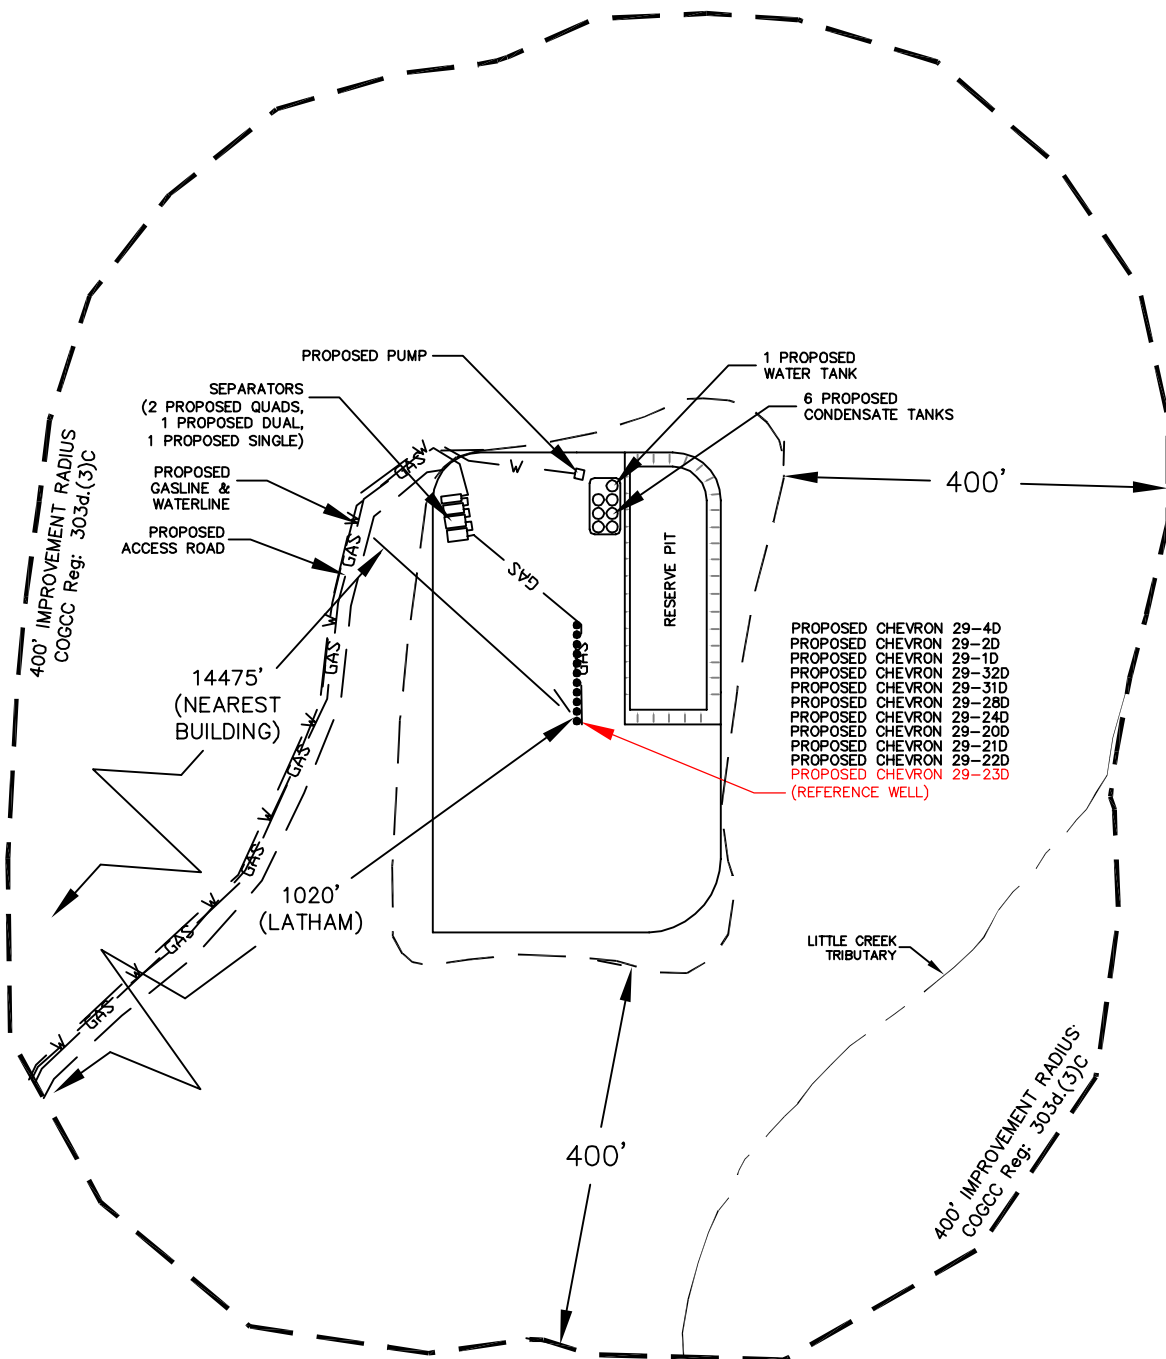 PROPOSED PUMP
1 PROPOSED
WATER TANK
SEPARATORS
(2 PROPOSED QUADS,
1 PROPOSED DUAL,
1 PROPOSED SINGLE)
6 PROPOSED
CONDENSATE TANKS
PROPOSED
GASLINE &
WATERLINE
PROPOSED
ACCESS ROAD
400' IMPROVEMENT RADIUS
COGCC Reg: 303d.(3)C
400'
W
GAS
W
GAS
W
GAS
W
GAS
W
GAS
W
GAS
W
GAS
W
GAS
W
GAS
GAS
RESERVE PIT
14475'
(NEAREST
BUILDING)
PROPOSED CHEVRON 29-4D
PROPOSED CHEVRON 29-2D
PROPOSED CHEVRON 29-1D
PROPOSED CHEVRON 29-32D
PROPOSED CHEVRON 29-31D
PROPOSED CHEVRON 29-28D
PROPOSED CHEVRON 29-24D
PROPOSED CHEVRON 29-20D
PROPOSED CHEVRON 29-21D
PROPOSED CHEVRON 29-22D
PROPOSED CHEVRON 29-23D
(REFERENCE WELL)
1020'
(LATHAM)
LITTLE CREEK
TRIBUTARY
400'
400' IMPROVEMENT RADIUS
COGCC Reg: 303d.(3)C